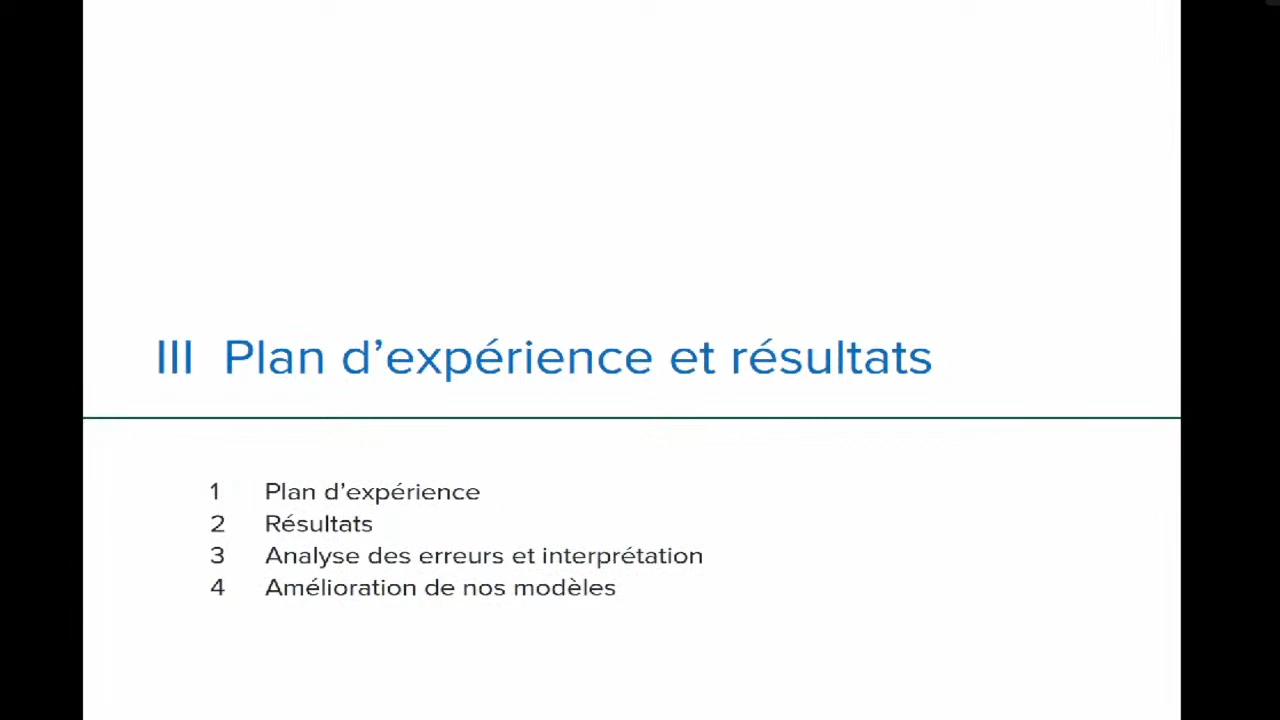 III Plan d’expérience et résultats
1 Plan d’expérience
2 Résultats
3 Analyse des erreurs et interprétation
4 Amélioration de nos modèles